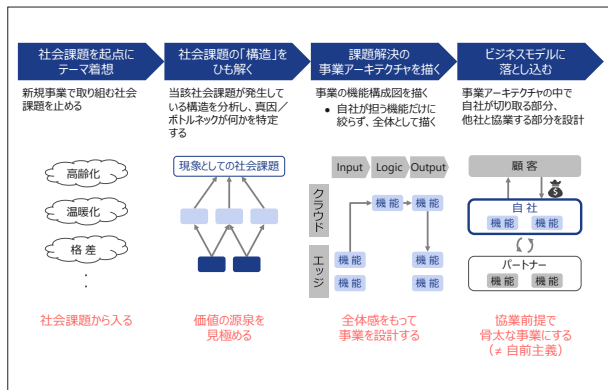 社会課題を起点に
テーマ着想
新規事業で取り組む社会
課題を止める
高齢化
温暖化
格 差
・
・
社会課題から入る
社会課題の「構造」を
ひも解く
当該社会課題が発生し
ている構造を分析し、真因／
ボトルネックが何かを特定
する
現象としての社会課題
価値の源泉を
見極める
課題解決の
事業アーキテクチャを描く
事業の機能構成図を描く
• 自社が担う機能だけに
絞らず、全体として描く
Input Logic Output
クラウド
機 能 機 能
エッジ
機 能 機 能
機 能 機 能
全体感をもって
事業を設計する
ビジネスモデルに
落とし込む
事業アーキテクチャの中で
自社が切り取る部分、
他社と協業する部分を設計
顧 客
$
自 社
機 能 機 能
パートナー
機 能 機 能
協業前提で
骨太な事業にする
（≠ 自前主義）